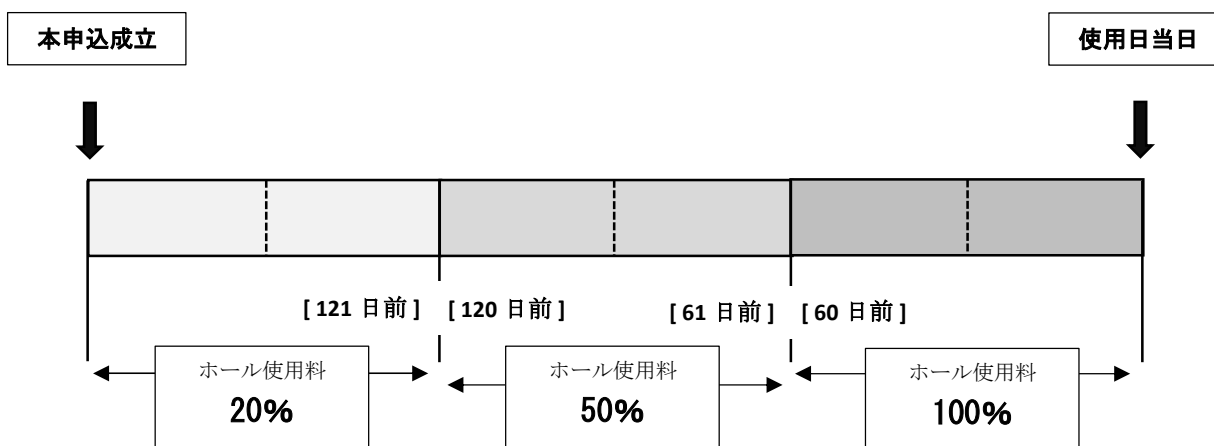 本申込成立
使用日当日
[ 121 日前 ]
[ 120 日前 ]
[ 61 日前 ]
[ 60 日前 ]
ホール使用料
20%
ホール使用料
50%
ホール使用料
100%